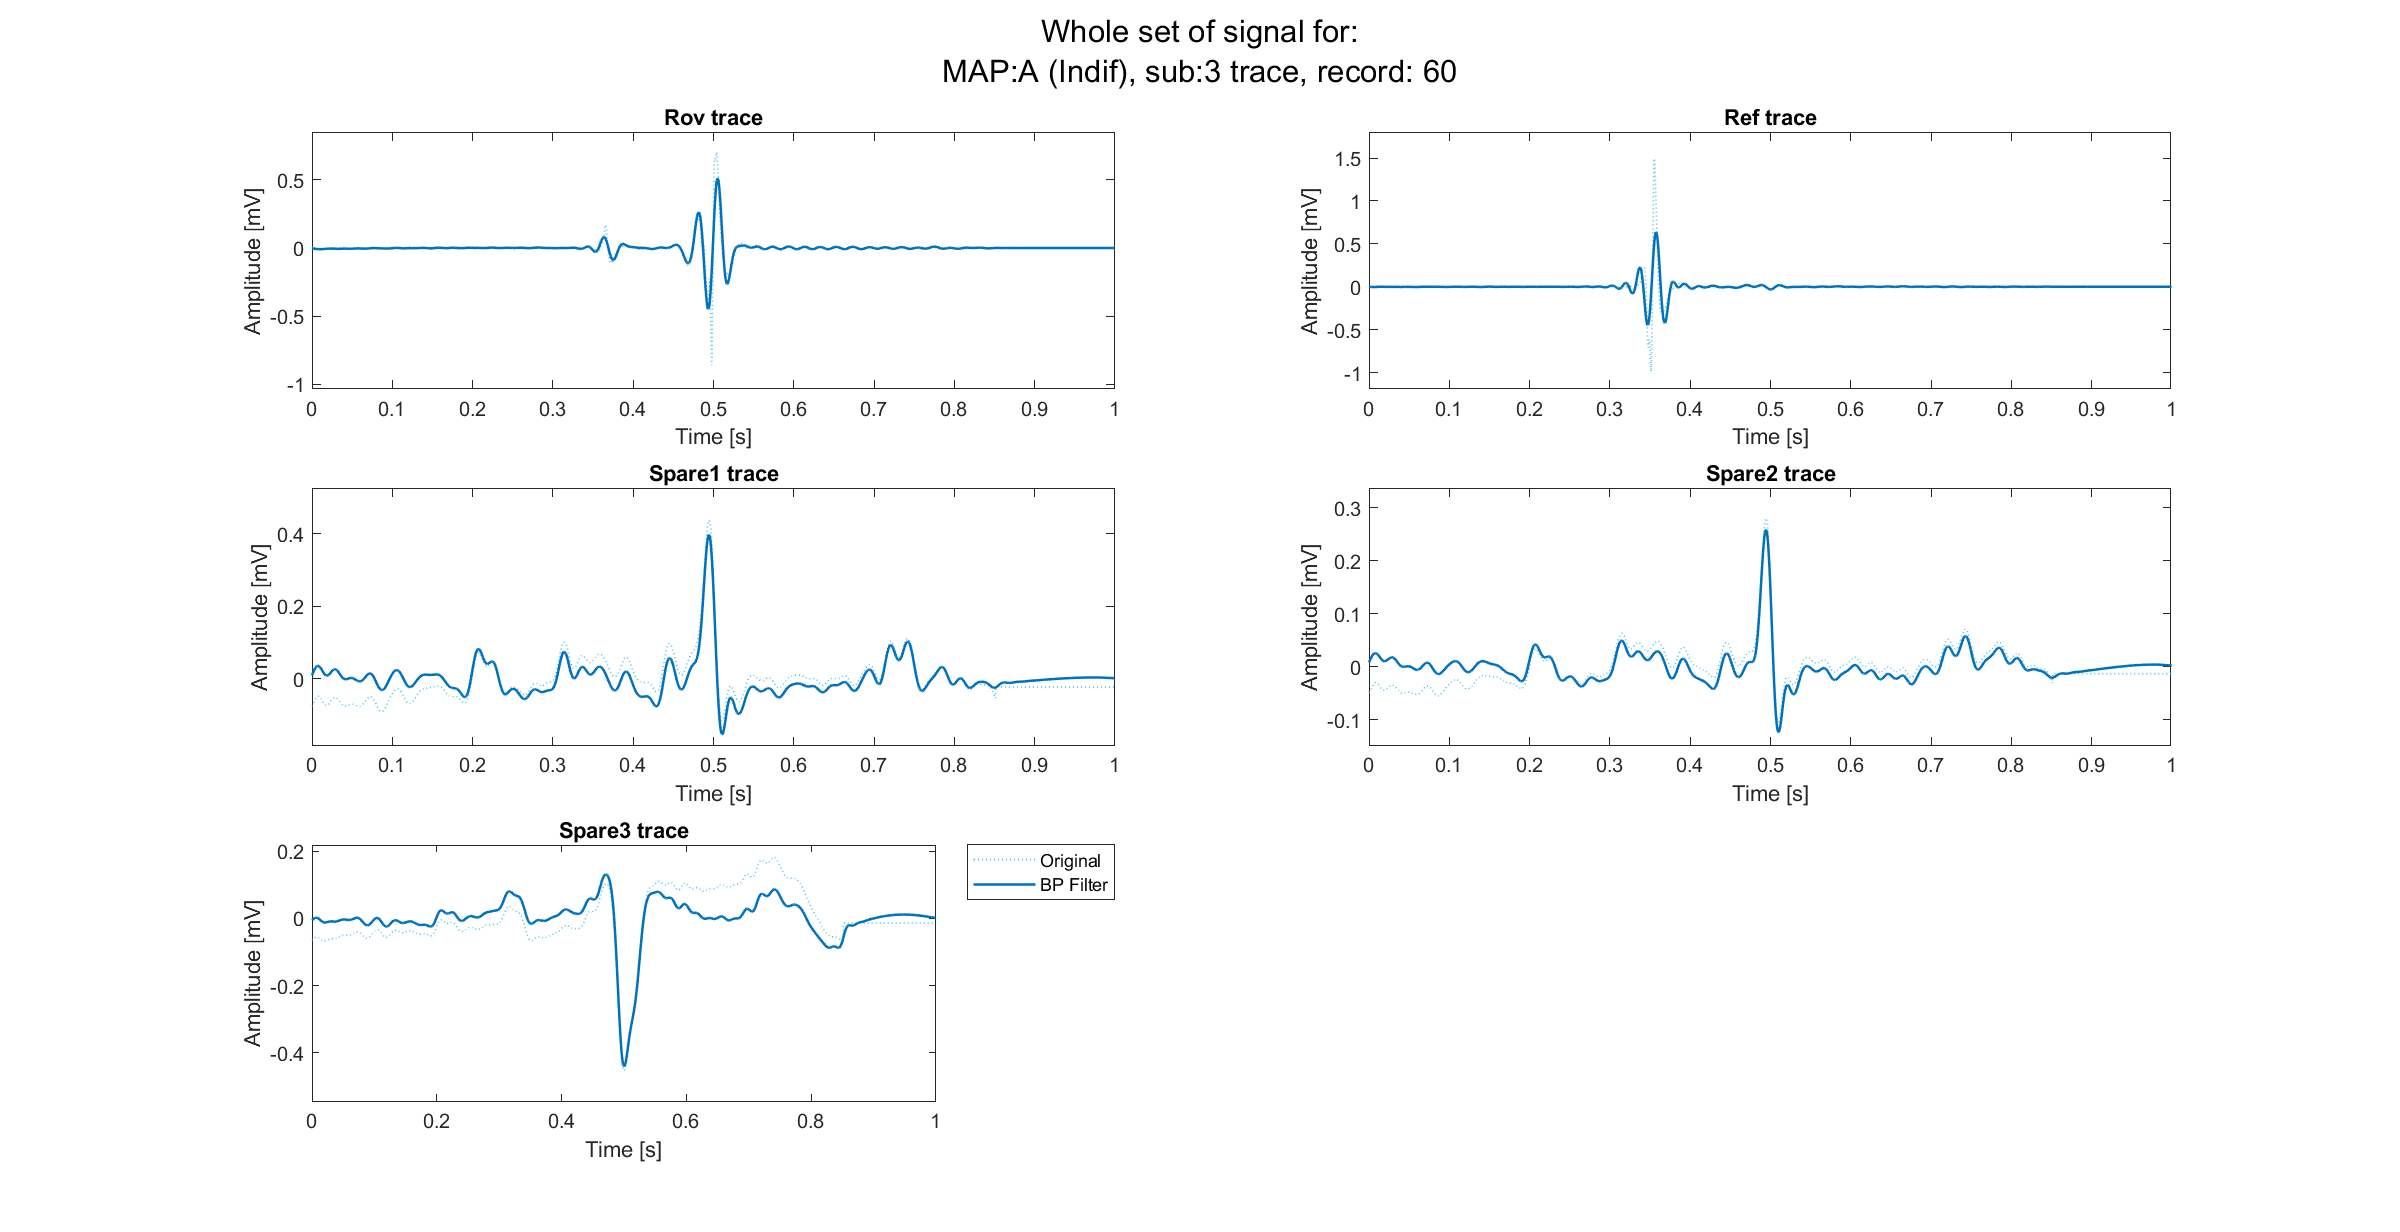 Whole set of signal for:
MAP:A (Indif), sub:3 trace, record: 60
Rov trace
Amplitude [mV]
0.5
0
-0.5
-1
0 0.1 0.2 0.3 0.4 0.5 0.6 0.7 0.8 0.9 1
Time [s]
Ref trace
Amplitude [mV]
1.5
1
0.5
0
-0.5
-1
0 0.1 0.2 0.3 0.4 0.5 0.6 0.7 0.8 0.9 1
Time [s]
Spare1 trace
Amplitude [mV]
0.4
0.2
0
0 0.1 0.2 0.3 0.4 0.5 0.6 0.7 0.8 0.9 1
Time [s]
Spare2 trace
Amplitude [mV]
0.3
0.2
0.1
0
-0.1
0 0.1 0.2 0.3 0.4 0.5 0.6 0.7 0.8 0.9 1
Time [s]
Spare3 trace
Amplitude [mV]
0.2
0
-0.2
-0.4
0 0.2 0.4 0.6 0.8 1
Time [s]
Original
BP Filter